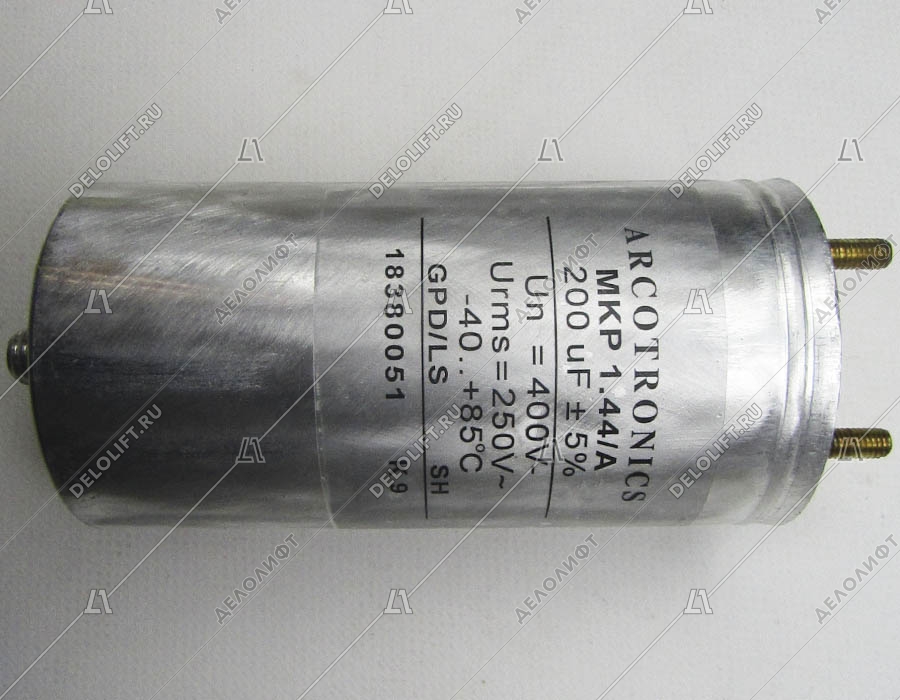 ARCOTRONICS
MKP 1.44/A
200 uF ± 5%
Un = 400V-
Urms = 250V~
-40..+85°C
GPD/LS SH
18380051
DELOLIFT.RU
ДЕЛОЛИФТ